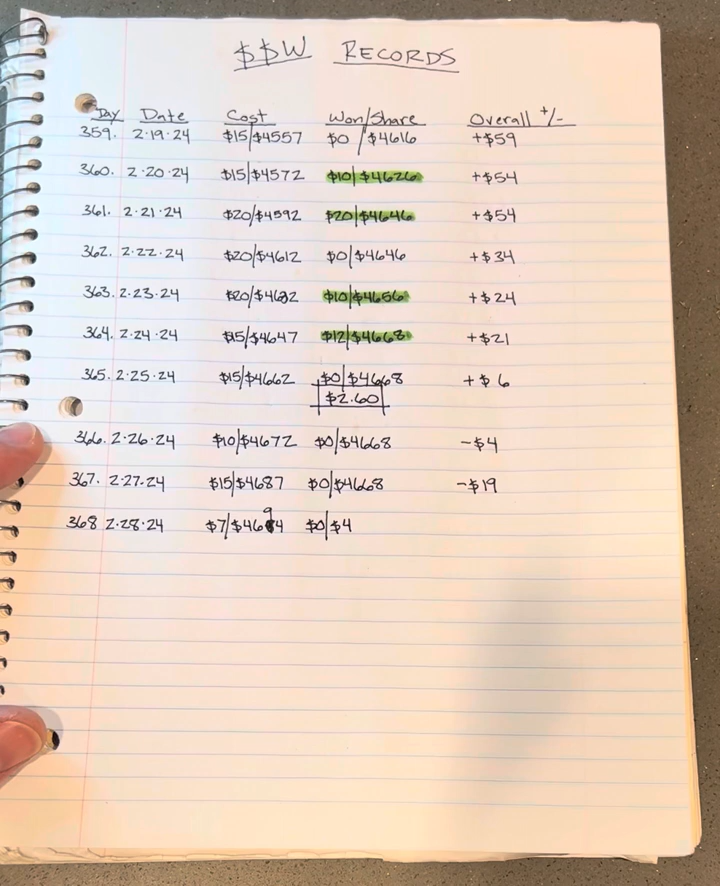 $$W RECORDS
Day Date Cost Won/Share Overall +/-
359. 2·19·24 $15/$4557 $0/$4616 +$59
360. 2·20·24 $15/$4572 $10/$4626 +$54
361. 2·21·24 $20/$4592 $20/$4646 +$54
362. 2·22·24 $20/$4612 $0/$4646 +$34
363. 2·23·24 $20/$4632 $10/$4656 +$24
364. 2·24·24 $15/$4647 $12/$4668 +$21
365. 2·25·24 $15/$4662 $0/$4668 +$6
$2.60
366. 2·26·24 $10/$4672 $0/$4668 -$4
367. 2·27·24 $15/$4687 $0/$4668 -$19
368 2·28·24 $7/$4694 $0/$4